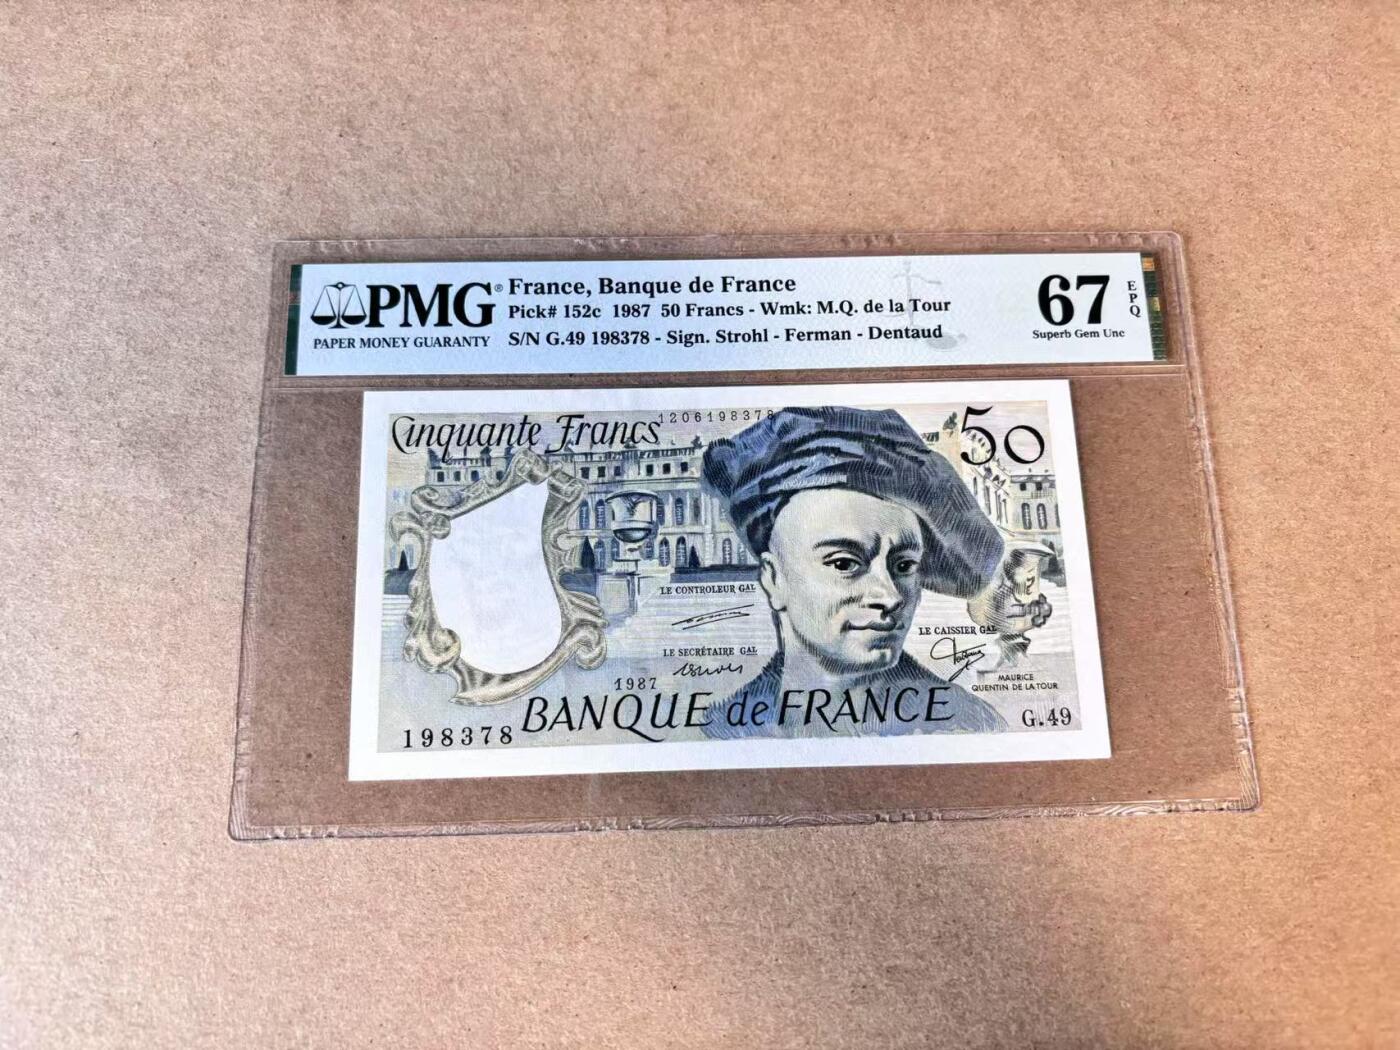 PMG®
PAPER MONEY GUARANTY
France, Banque de France
Pick# 152c 1987 50 Francs - Wmk: M.Q. de la Tour
S/N G.49 198378 - Sign. Strohl - Ferman - Dentaud
67
EPQ
Superb Gem Unc
Cinquante Francs
1206198378
50
LE CONTROLEUR GAL
LE CAISSIER GAL
LE SECRÉTAIRE GAL
MAURICE
QUENTIN DE LA TOUR
1987
BANQUE de FRANCE
198378
G.49